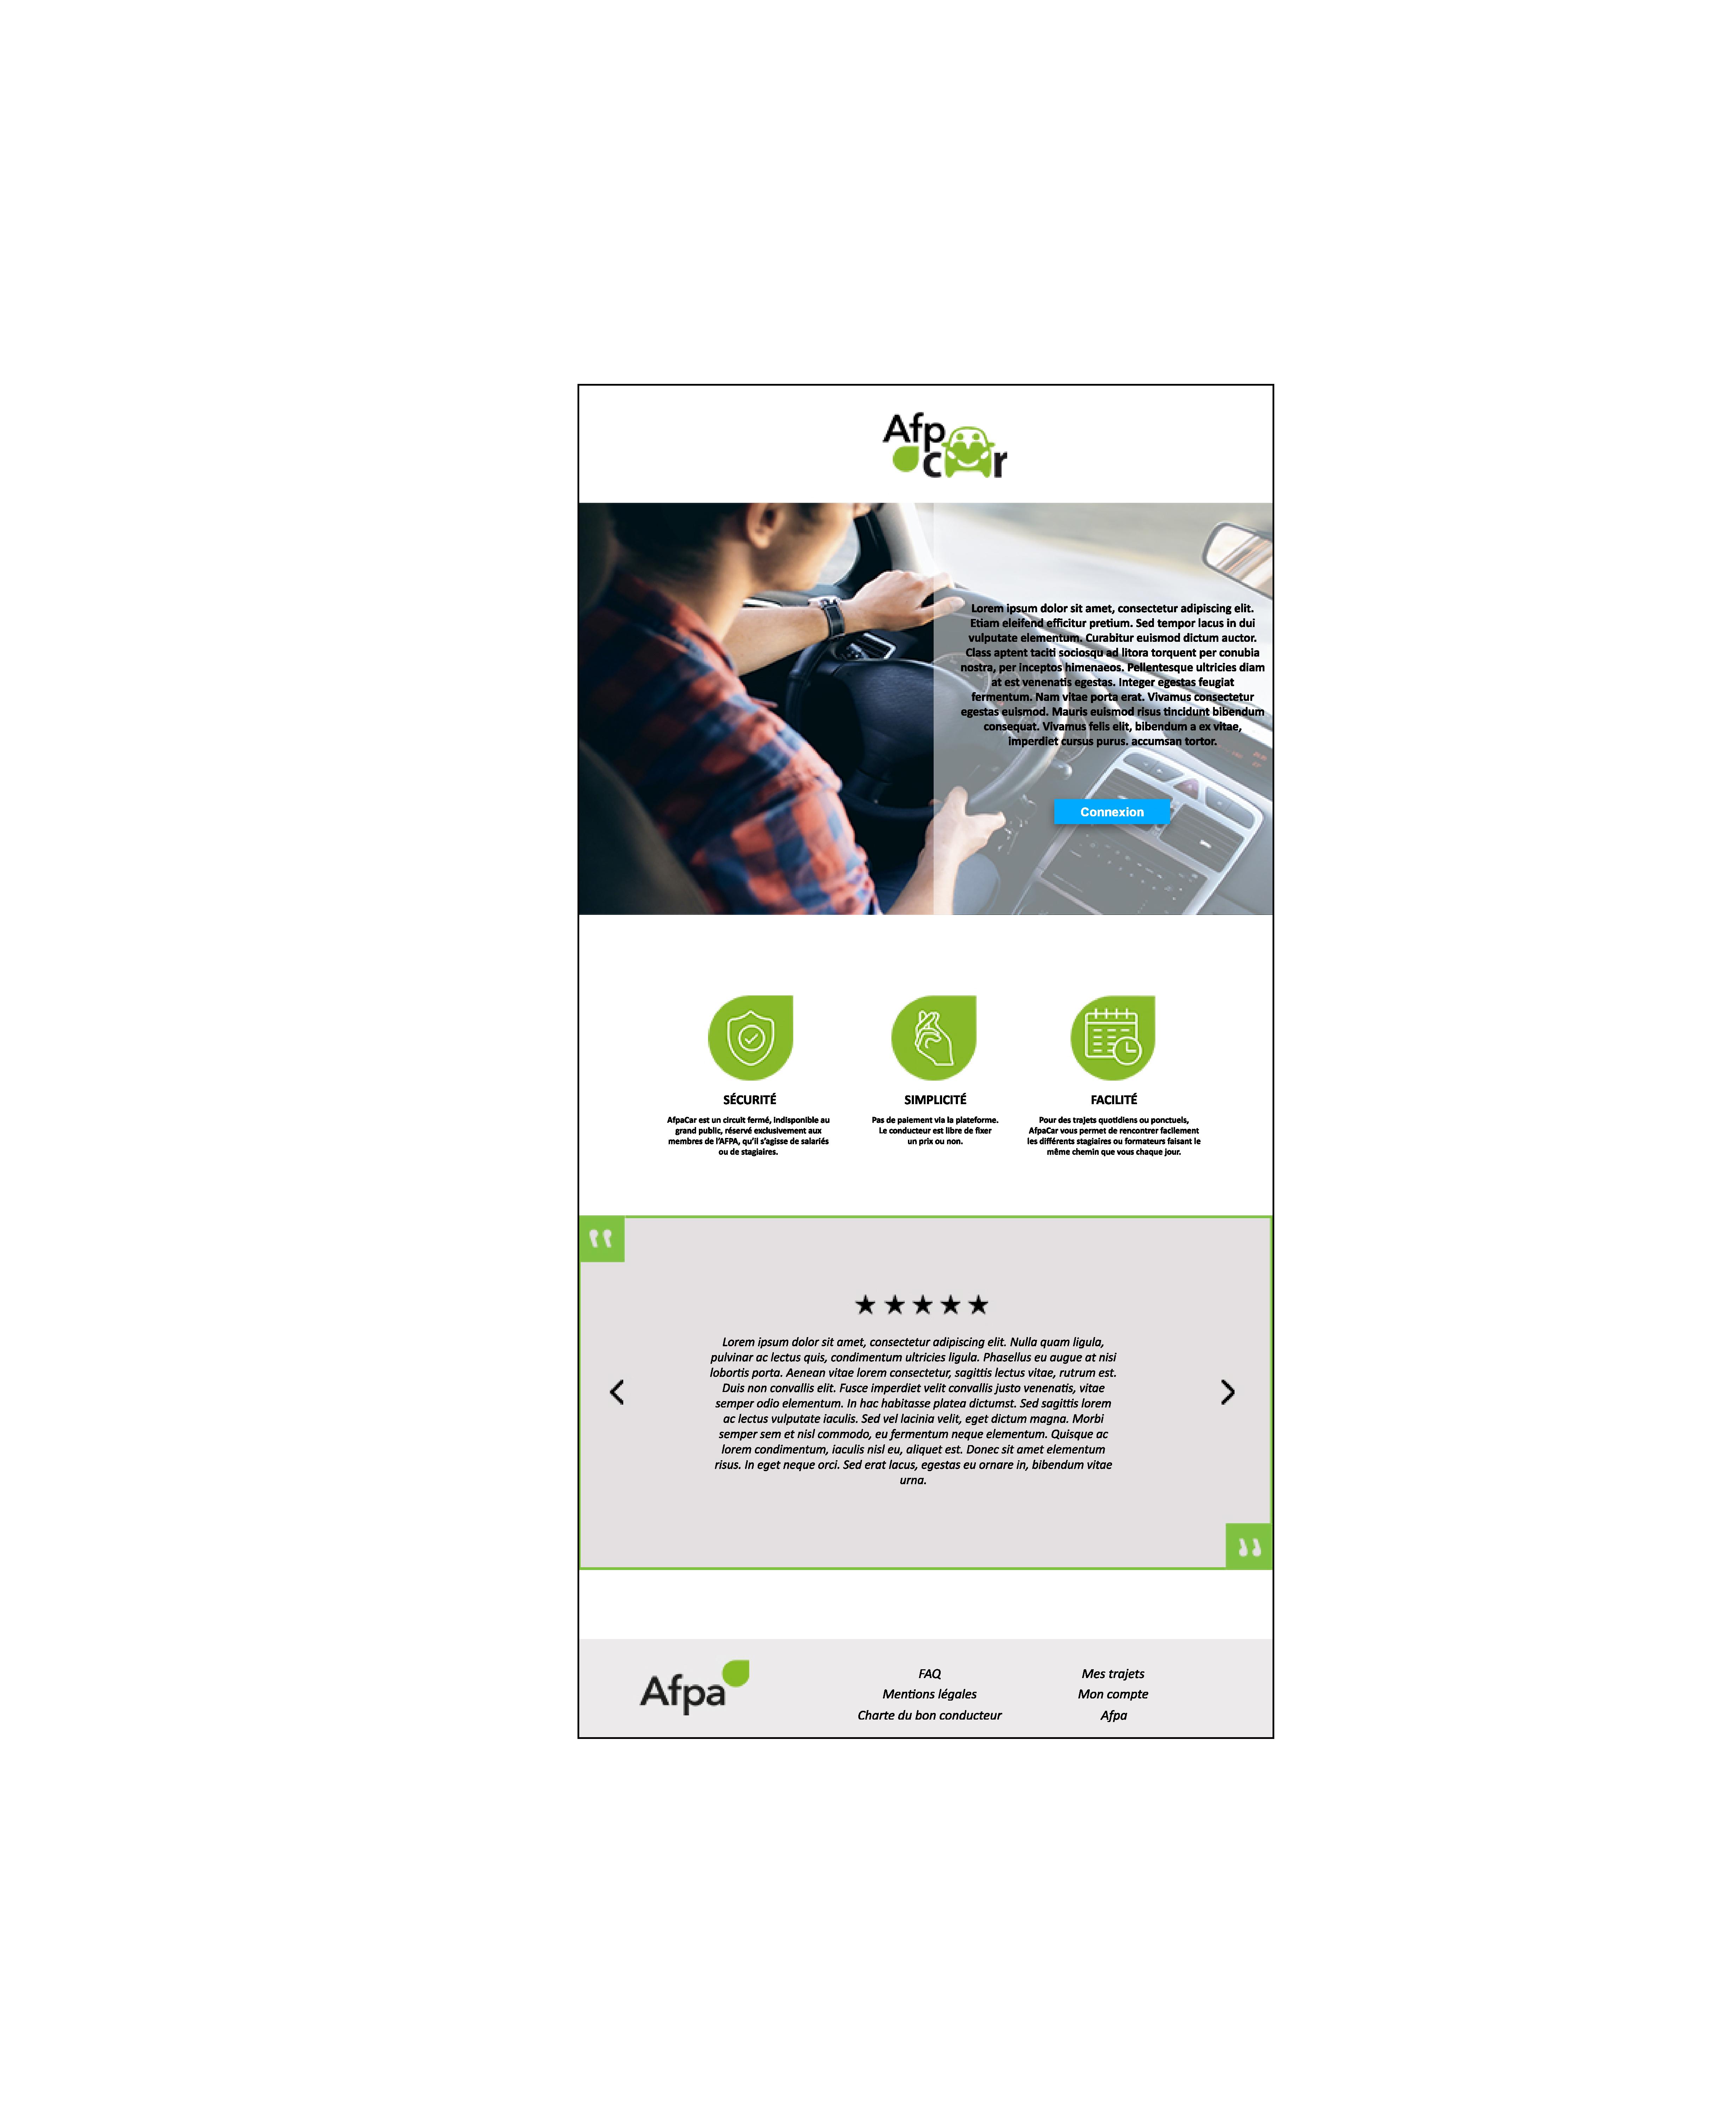 Afp
car
Lorem ipsum dolor sit amet, consectetur adipiscing elit.
Etiam eleifend efficitur pretium. Sed tempor lacus in dui
vulputate elementum. Curabitur euismod dictum auctor.
Class aptent taciti sociosqu ad litora torquent per conubia
nostra, per inceptos himenaeos. Pellentesque ultricies diam
at est venenatis egestas. Integer egestas feugiat
fermentum. Nam vitae porta erat. Vivamus consectetur
egestas euismod. Mauris euismod risus tincidunt bibendum
consequat. Vivamus felis elit, bibendum a ex vitae,
imperdiet cursus purus. accumsan tortor.
Connexion
SÉCURITÉ
AfpaCar est un circuit fermé, indisponible au
grand public, réservé exclusivement aux
membres de l'AFPA, qu'il s'agisse de salariés
ou de stagiaires.
SIMPLICITÉ
Pas de paiement via la plateforme.
Le conducteur est libre de fixer
un prix ou non.
FACILITÉ
Pour des trajets quotidiens ou ponctuels,
AfpaCar vous permet de rencontrer facilement
les différents stagiaires ou formateurs faisant le
même chemin que vous chaque jour.
Lorem ipsum dolor sit amet, consectetur adipiscing elit. Nulla quam ligula,
pulvinar ac lectus quis, condimentum ultricies ligula. Phasellus eu augue at nisi
lobortis porta. Aenean vitae lorem consectetur, sagittis lectus vitae, rutrum est.
Duis non convallis elit. Fusce imperdiet velit convallis justo venenatis, vitae
semper odio elementum. In hac habitasse platea dictumst. Sed sagittis lorem
ac lectus vulputate iaculis. Sed vel lacinia velit, eget dictum magna. Morbi
semper sem et nisl commodo, eu fermentum neque elementum. Quisque ac
lorem condimentum, iaculis nisl eu, aliquet est. Donec sit amet elementum
risus. In eget neque orci. Sed erat lacus, egestas eu ornare in, bibendum vitae
urna.
Afpa
FAQ
Mentions légales
Charte du bon conducteur
Mes trajets
Mon compte
Afpa